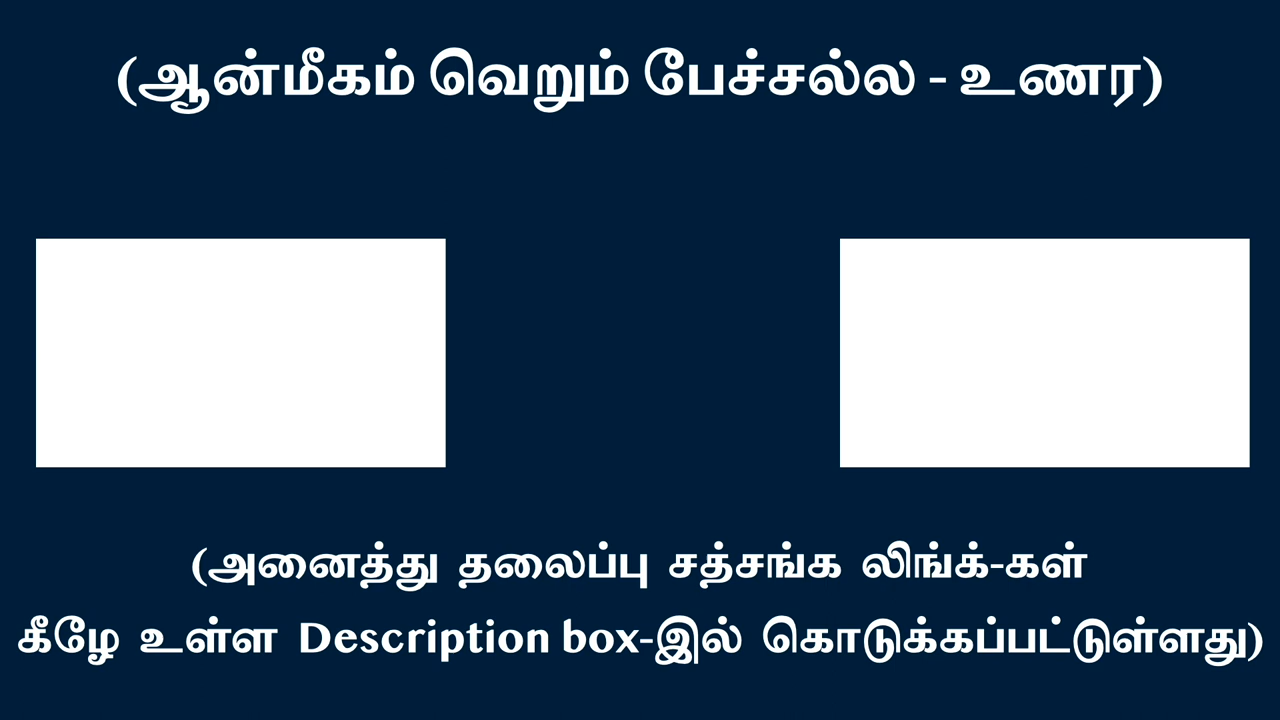 (ஆன்மீகம் வெறும் பேச்சல்ல - உணர)
(அனைத்து தலைப்பு சத்சங்க லிங்க்-கள்
கீழே உள்ள Description box-இல் கொடுக்கப்பட்டுள்ளது)